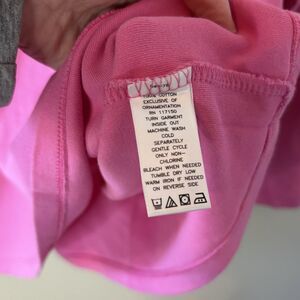 100% COTTON
EXCLUSIVE OF
ORNAMENTATION
RN 117150
TURN GARMENT
INSIDE OUT
MACHINE WASH
COLD
SEPARATELY
GENTLE CYCLE
ONLY NON-
CHLORINE
BLEACH WHEN NEEDED
TUMBLE DRY LOW
WARM IRON IF NEEDED
ON REVERSE SIDE